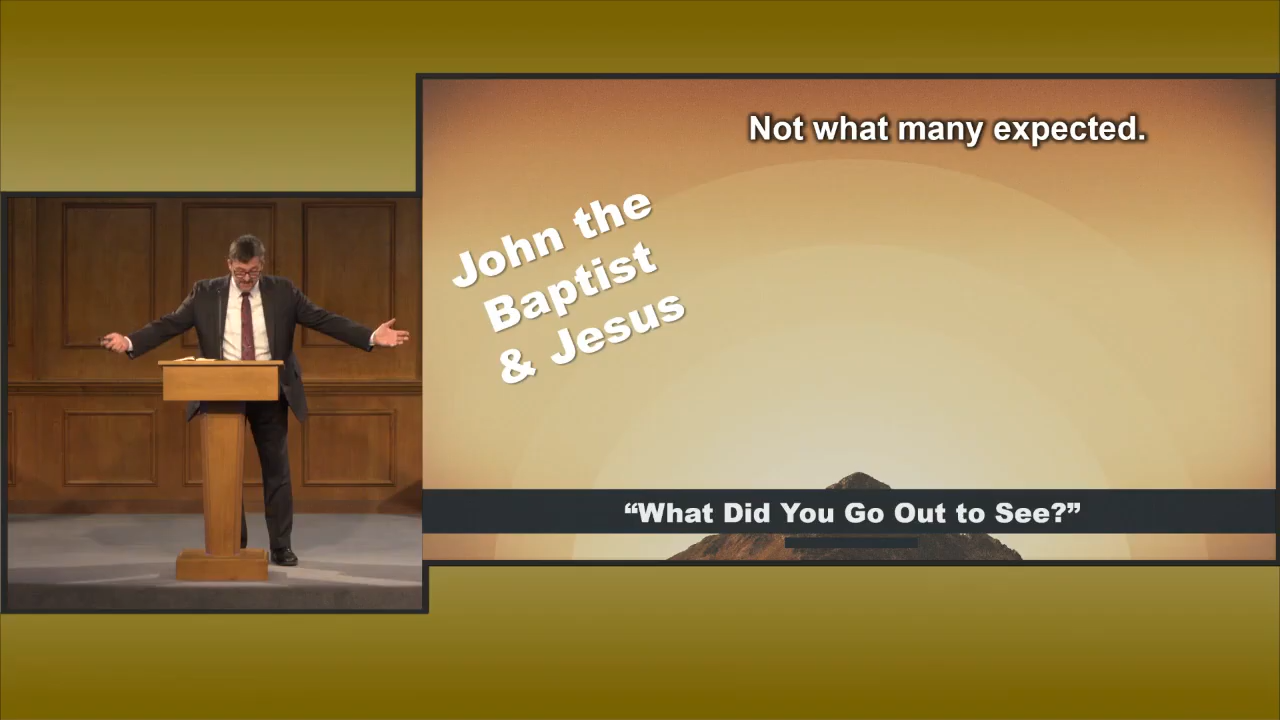 Not what many expected.
John the
Baptist
& Jesus
“What Did You Go Out to See?”